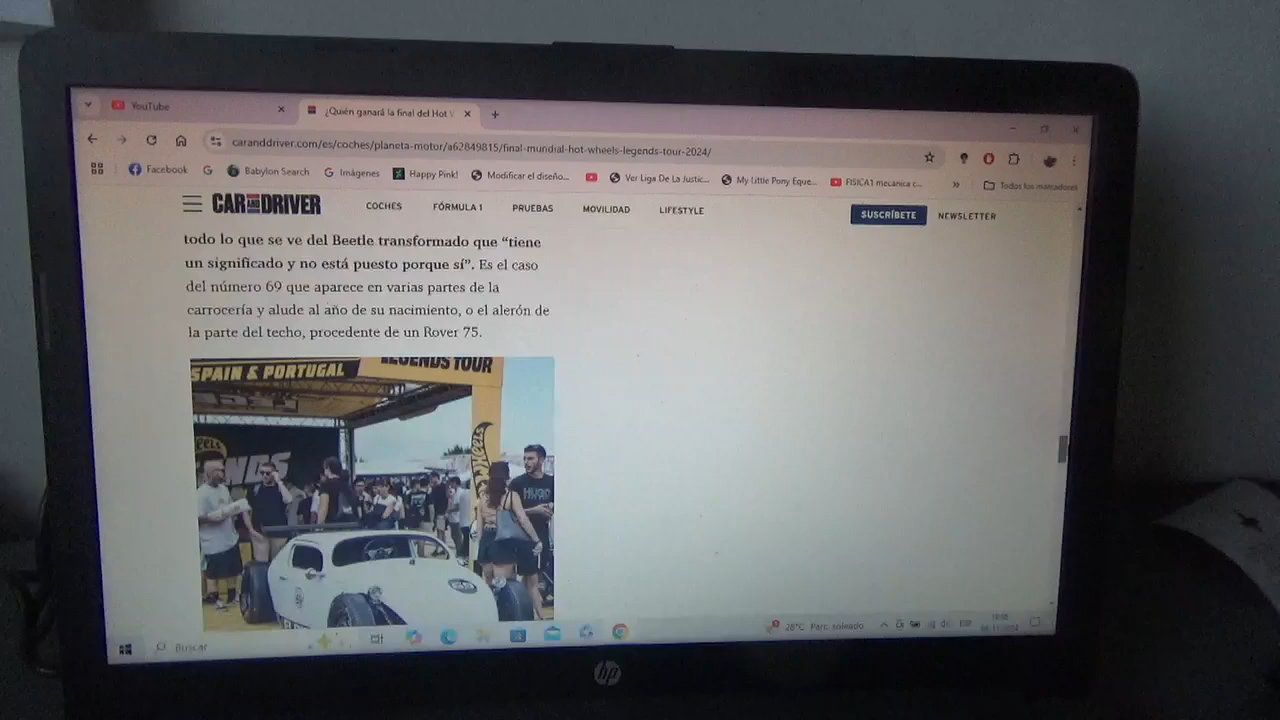 YouTube
¿Quién ganará la final del Hot W
caranddriver.com/es/coches/planeta-motor/a62849815/final-mundial-hot-wheels-legends-tour-2024/
Facebook
Babylon Search
Imágenes
Happy Pink!
Modificar el diseño...
Ver Liga De La Justic...
My Little Pony Eque...
FISICA1 mecanica c...
Todos los marcadores
CAR AND DRIVER
COCHES
FÓRMULA 1
PRUEBAS
MOVILIDAD
LIFESTYLE
SUSCRÍBETE
NEWSLETTER
todo lo que se ve del Beetle transformado que “tiene
un significado y no está puesto porque sí”. Es el caso
del número 69 que aparece en varias partes de la
carrocería y alude al año de su nacimiento, o el alerón de
la parte del techo, procedente de un Rover 75.
SPAIN & PORTUGAL
LEGENDS TOUR
WHEELS
HUGO
Buscar
28°C Parc. soleado
hp